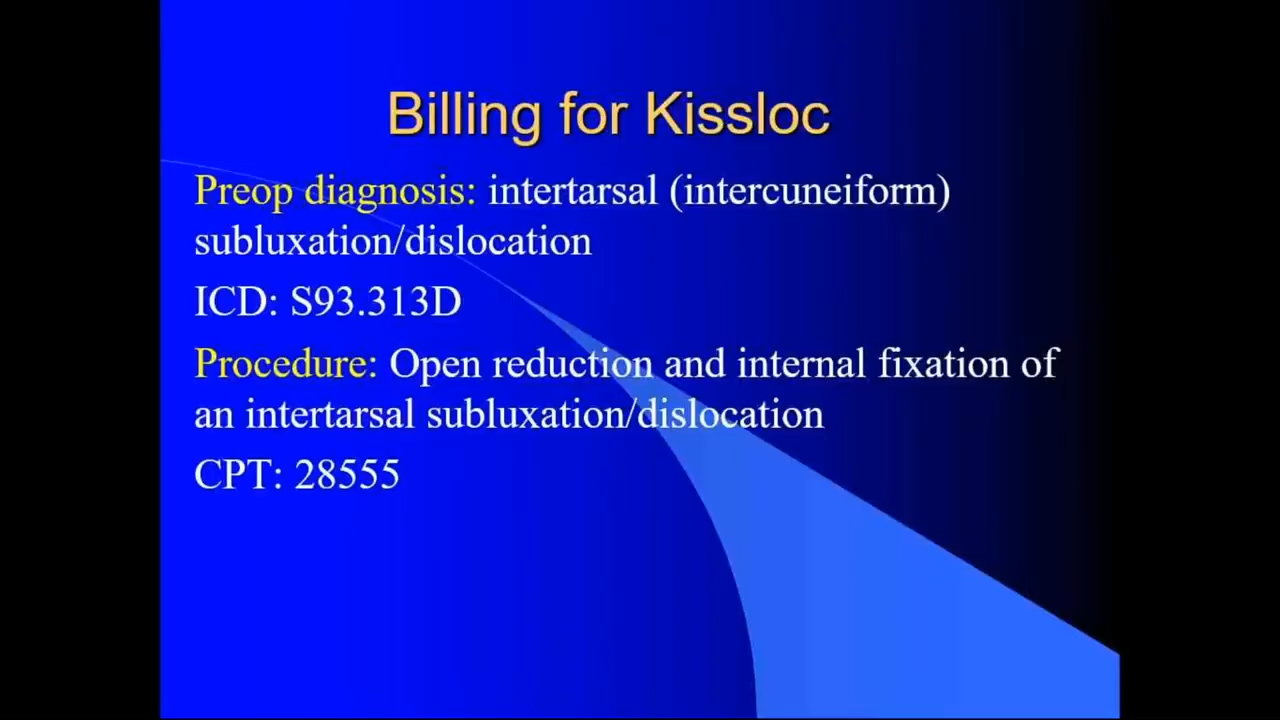 Billing for Kissloc
Preop diagnosis: intertarsal (intercuneiform)
subluxation/dislocation
ICD: S93.313D
Procedure: Open reduction and internal fixation of
an intertarsal subluxation/dislocation
CPT: 28555